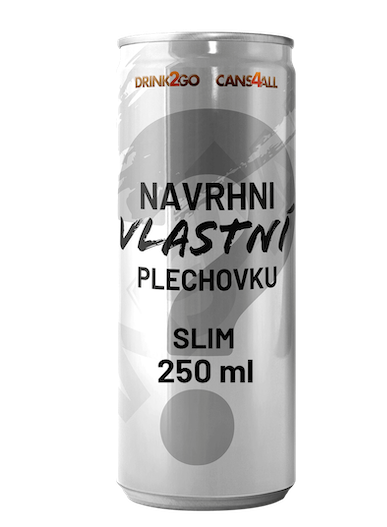 DRINK2GO CANS4ALL
NAVRHNI
VLASTNÍ
PLECHOVKU
SLIM
250 ml